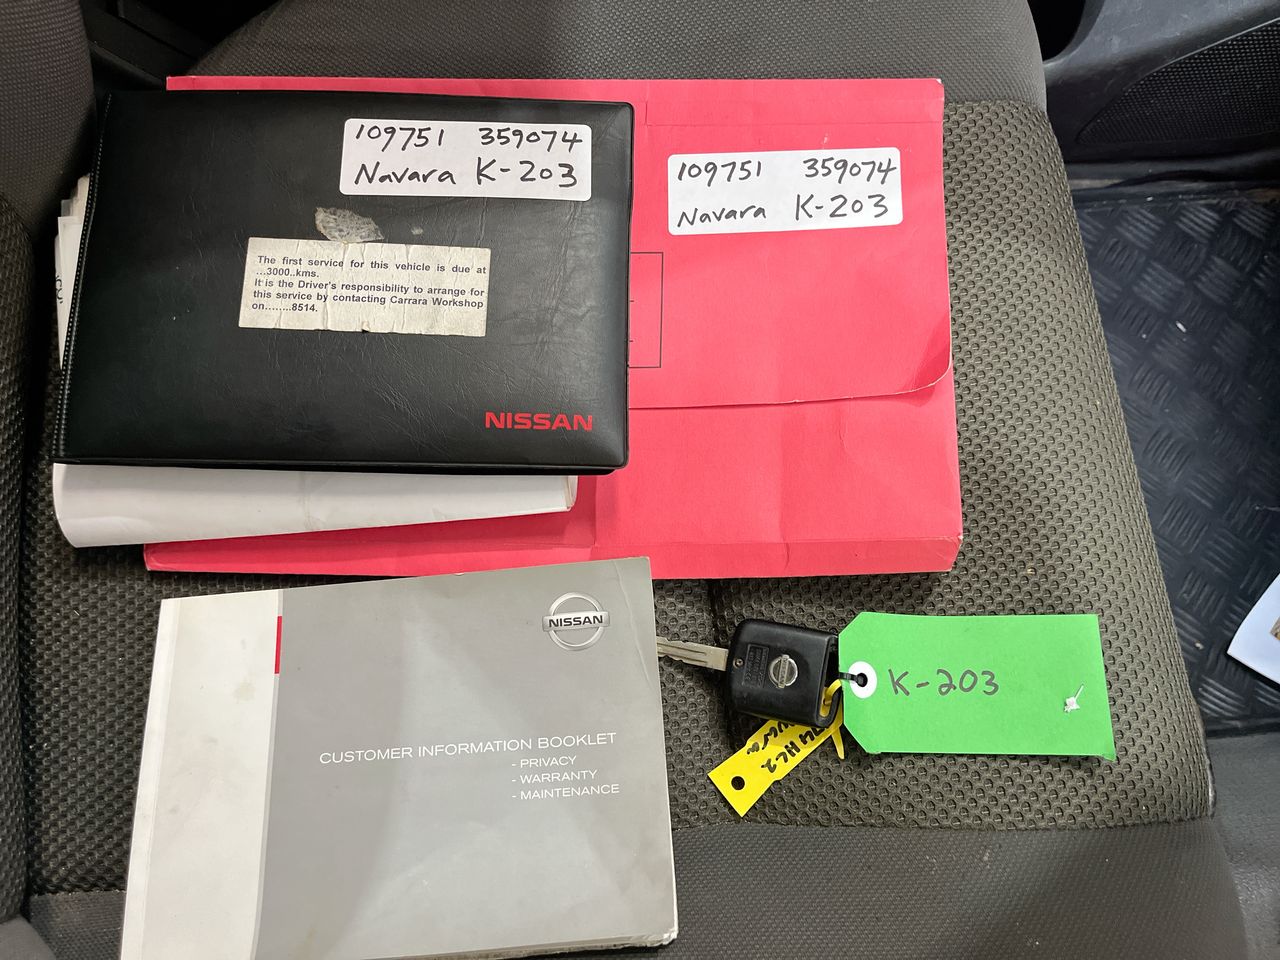 109751 359074
Navara K-203
109751 359074
Navara K-203
The first service for this vehicle is due at
...3000..kms.
It is the Driver's responsibility to arrange for
this service by contacting Carrara Workshop
on........8514.
NISSAN
NISSAN
CUSTOMER INFORMATION BOOKLET
- PRIVACY
- WARRANTY
- MAINTENANCE
K-203